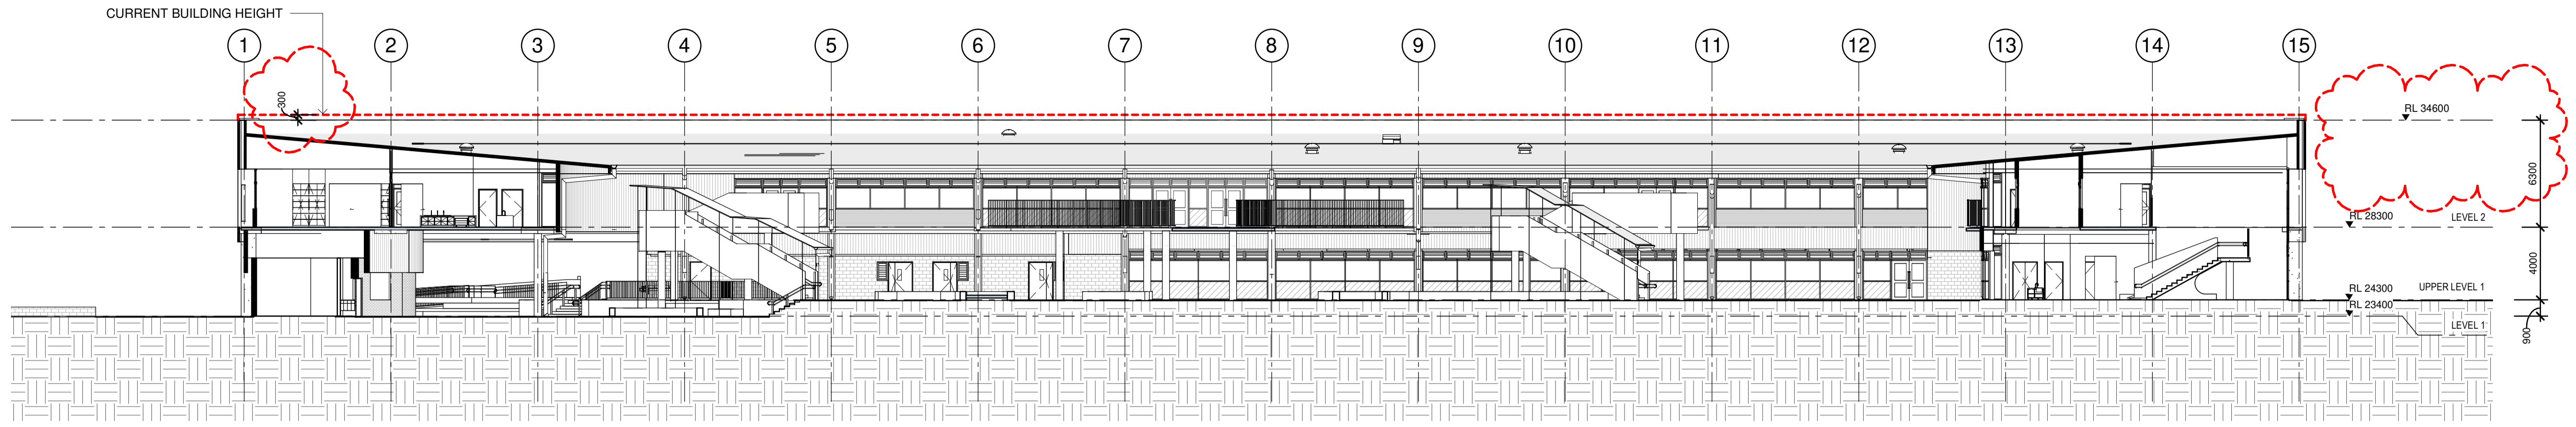 CURRENT BUILDING HEIGHT
1 2 3 4 5 6 7 8 9 10 11 12 13 14 15
300
RL 34600
6300
RL 28300 LEVEL 2
4000
RL 24300 UPPER LEVEL 1
RL 23400
LEVEL 1
900